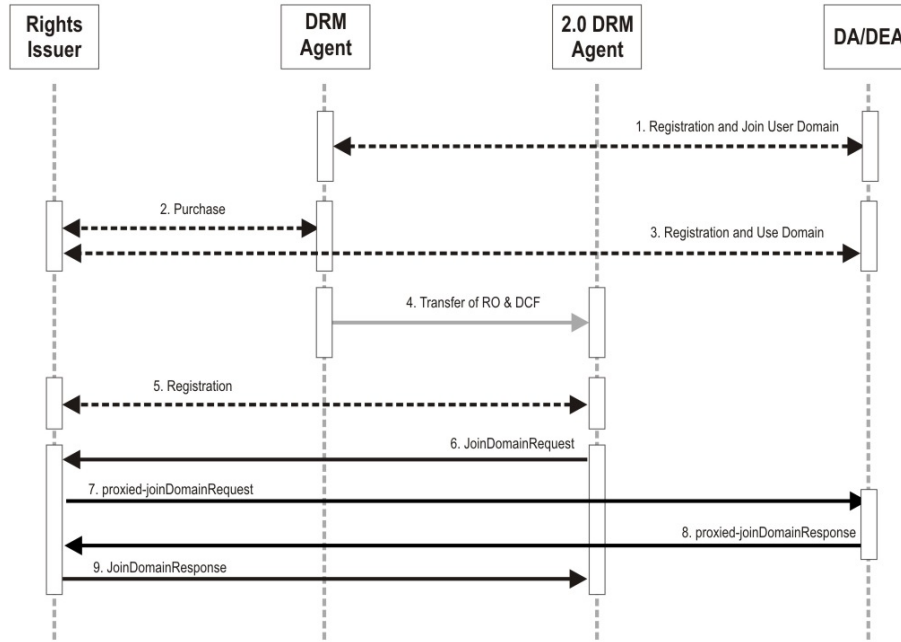 Rights
Issuer
DRM
Agent
2.0 DRM
Agent
DA/DEA
1. Registration and Join User Domain
2. Purchase
3. Registration and Use Domain
4. Transfer of RO & DCF
5. Registration
6. JoinDomainRequest
7. proxied-joinDomainRequest
8. proxied-joinDomainResponse
9. JoinDomainResponse